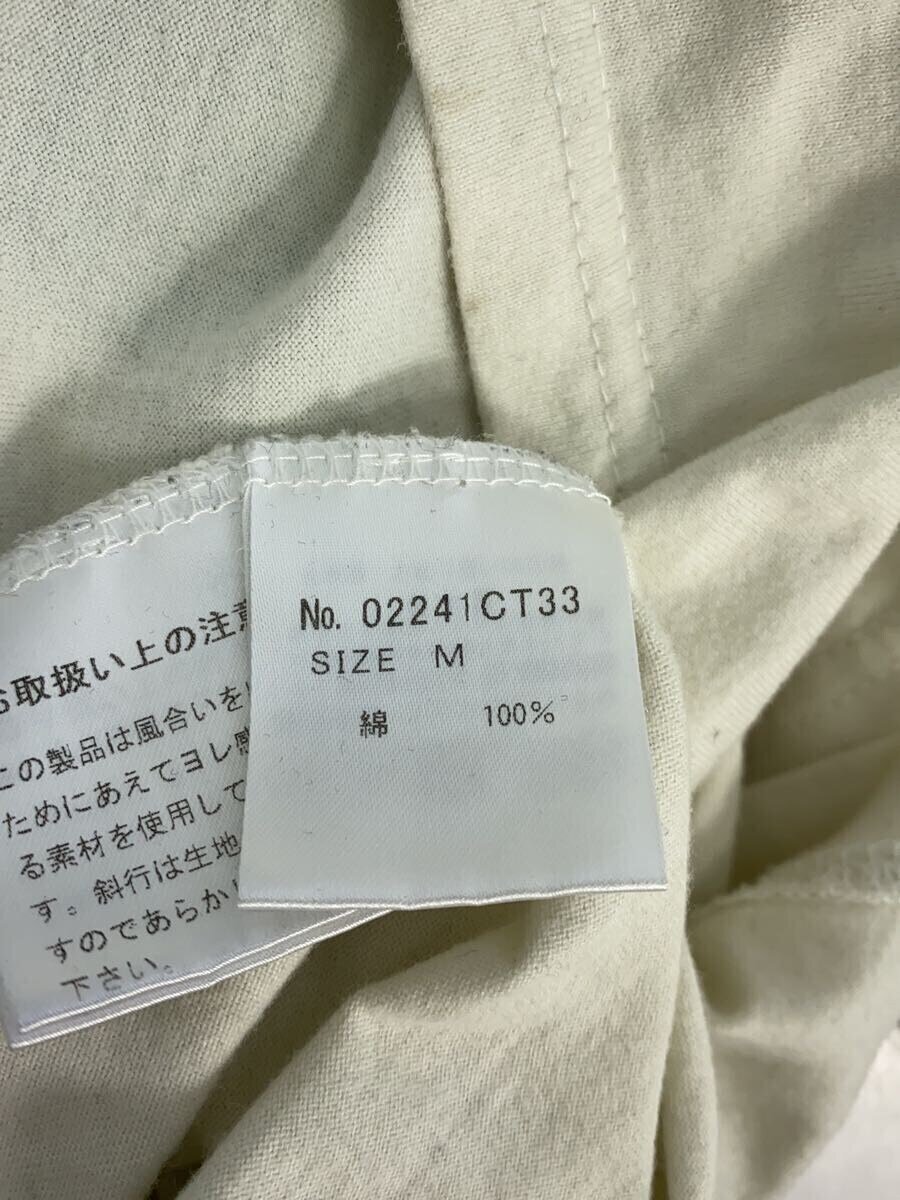 No. 02241CT33
SIZE M
綿 100%
お取扱い上の注意
この製品は風合いを
ためにあえてヨレ感
る素材を使用して
す。斜行は生地
すのであらか
下さい。